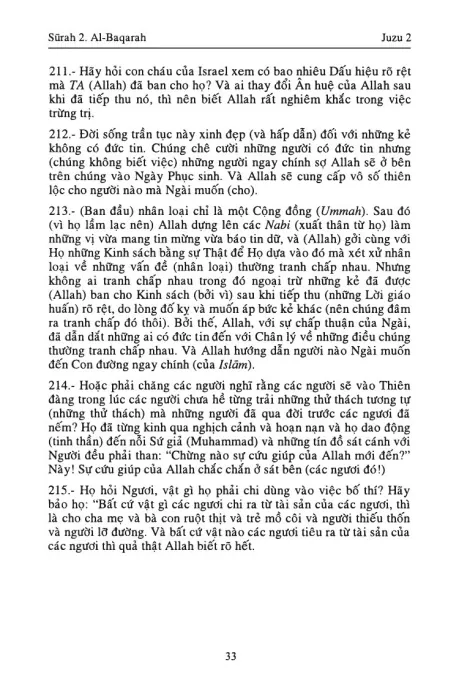 Sūrah 2. Al-Baqarah Juzu 2
211.- Hãy hỏi con cháu của Israel xem có bao nhiêu Dấu hiệu rõ rệt
mà TA (Allah) đã ban cho họ? Và ai thay đổi Ân huệ của Allah sau
khi đã tiếp thu nó, thì nên biết Allah rất nghiêm khắc trong việc
trừng trị.
212.- Đời sống trần tục này xinh đẹp (và hấp dẫn) đối với những kẻ
không có đức tin. Chúng chê cười những người có đức tin nhưng
(chúng không biết việc) những người ngay chính sợ Allah sẽ ở bên
trên chúng vào Ngày Phục sinh. Và Allah sẽ cung cấp vô số thiên
lộc cho người nào mà Ngài muốn (cho).
213.- (Ban đầu) nhân loại chỉ là một Cộng đồng (Ummah). Sau đó
(vì họ lầm lạc nên) Allah dựng lên các Nabi (xuất thân từ họ) làm
những vị vừa mang tin mừng vừa báo tin dữ, và (Allah) gởi cùng với
Họ những Kinh sách bằng sự Thật để Họ dựa vào đó mà xét xử nhân
loại về những vấn đề (nhân loại) thường tranh chấp nhau. Nhưng
không ai tranh chấp nhau trong đó ngoại trừ những kẻ đã được
(Allah) ban cho Kinh sách (bởi vì) sau khi tiếp thu (những Lời giáo
huấn) rõ rệt, do lòng đố kỵ và muốn áp bức kẻ khác (nên chúng đâm
ra tranh chấp đó thôi). Bởi thế, Allah, với sự chấp thuận của Ngài,
đã dẫn dắt những ai có đức tin đến với Chân lý về những điều chúng
thường tranh chấp nhau. Và Allah hướng dẫn người nào Ngài muốn
đến Con đường ngay chính (của Islām).
214.- Hoặc phải chăng các người nghĩ rằng các người sẽ vào Thiên
đàng trong lúc các người chưa hề từng trải những thử thách tương tự
(những thử thách) mà những người đã qua đời trước các ngươi đã
nếm? Họ đã từng kinh qua nghịch cảnh và hoạn nạn và họ dao động
(tinh thần) đến nỗi Sứ giả (Muhammad) và những tín đồ sát cánh với
Người đều phải than: “Chừng nào sự cứu giúp của Allah mới đến?”
Này! Sự cứu giúp của Allah chắc chắn ở sát bên (các ngươi đó!)
215.- Họ hỏi Ngươi, vật gì họ phải chi dùng vào việc bố thí? Hãy
bảo họ: “Bất cứ vật gì các ngươi chi ra từ tài sản của các ngươi, thì
là cho cha mẹ và bà con ruột thịt và trẻ mồ côi và người thiếu thốn
và người lỡ đường. Và bất cứ vật nào các ngươi tiêu ra từ tài sản của
các ngươi thì quả thật Allah biết rõ hết.
33